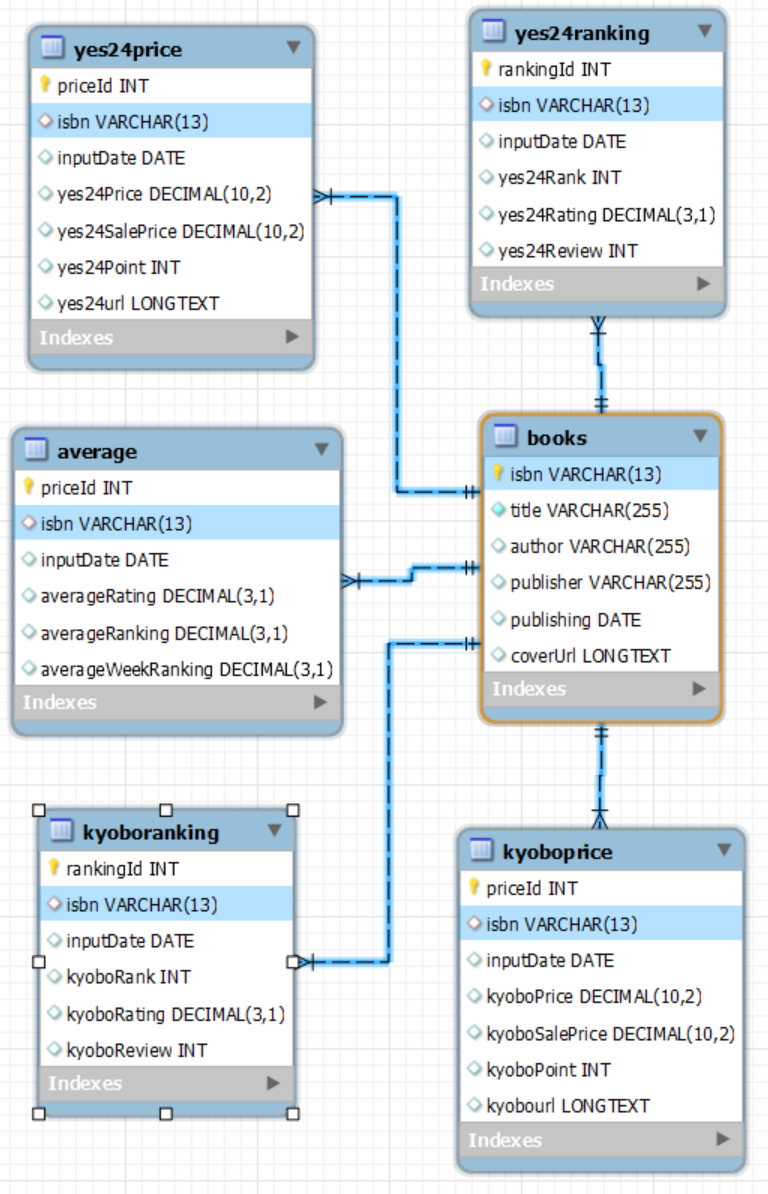 yes24price
priceId INT
isbn VARCHAR(13)
inputDate DATE
yes24Price DECIMAL(10,2)
yes24SalePrice DECIMAL(10,2)
yes24Point INT
yes24url LONGTEXT
Indexes
yes24ranking
rankingId INT
isbn VARCHAR(13)
inputDate DATE
yes24Rank INT
yes24Rating DECIMAL(3,1)
yes24Review INT
Indexes
average
priceId INT
isbn VARCHAR(13)
inputDate DATE
averageRating DECIMAL(3,1)
averageRanking DECIMAL(3,1)
averageWeekRanking DECIMAL(3,1)
Indexes
books
isbn VARCHAR(13)
title VARCHAR(255)
author VARCHAR(255)
publisher VARCHAR(255)
publishing DATE
coverUrl LONGTEXT
Indexes
kyoboranking
rankingId INT
isbn VARCHAR(13)
inputDate DATE
kyoboRank INT
kyoboRating DECIMAL(3,1)
kyoboReview INT
Indexes
kyoboprice
priceId INT
isbn VARCHAR(13)
inputDate DATE
kyoboPrice DECIMAL(10,2)
kyoboSalePrice DECIMAL(10,2)
kyoboPoint INT
kyobourl LONGTEXT
Indexes